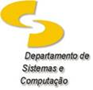 Departamento de
Sistemas e
Computação